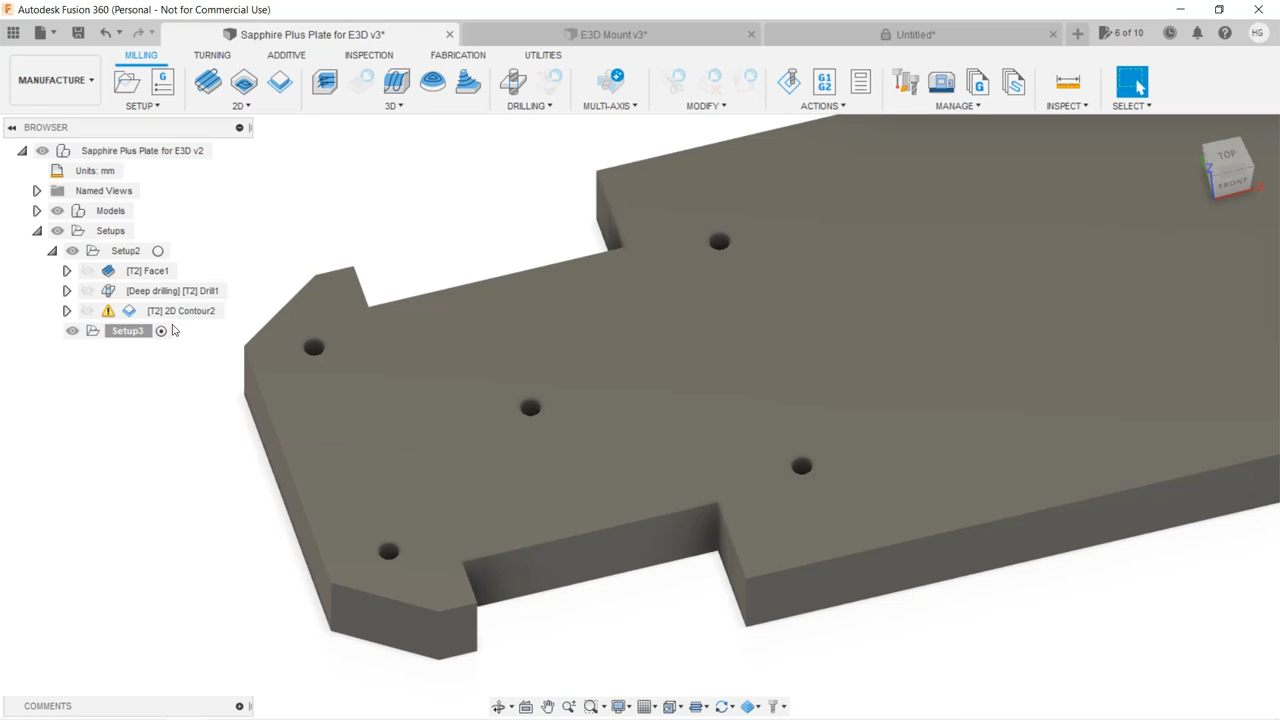 Autodesk Fusion 360 (Personal - Not for Commercial Use)
Sapphire Plus Plate for E3D v3*
E3D Mount v3*
Untitled*
6 of 10
HG
MILLING
TURNING
ADDITIVE
INSPECTION
FABRICATION
UTILITIES
MANUFACTURE
G
G1
G2
G
SETUP
2D
3D
DRILLING
MULTI-AXIS
MODIFY
ACTIONS
MANAGE
INSPECT
SELECT
BROWSER
Sapphire Plus Plate for E3D v2
Units: mm
Named Views
Models
Setups
Setup2
[T2] Face1
[Deep drilling] [T2] Drill1
[T2] 2D Contour2
Setup3
TOP
FRONT
Z
X
COMMENTS